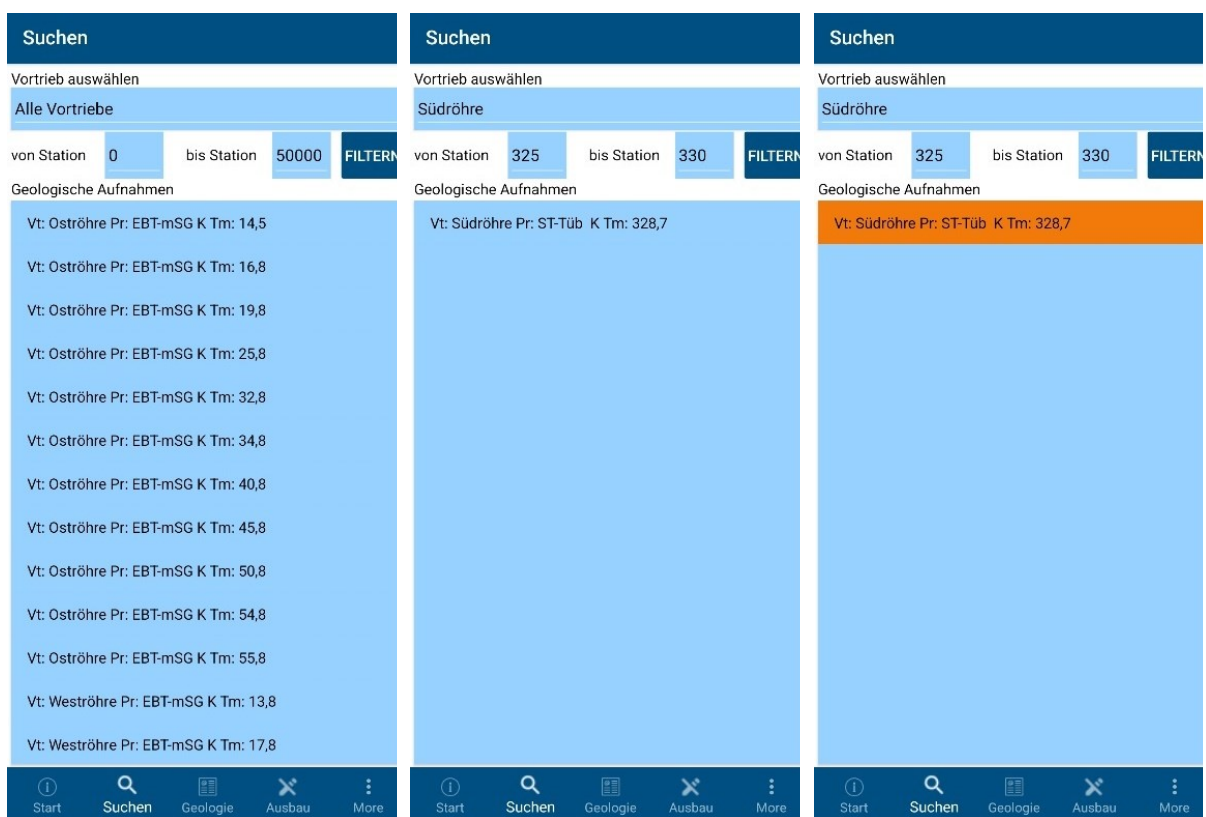 Suchen
Vortrieb auswählen
Alle Vortriebe
von Station 0 bis Station 50000 FILTERN
Geologische Aufnahmen
Vt: Oströhre Pr: EBT-mSG K Tm: 14,5
Vt: Oströhre Pr: EBT-mSG K Tm: 16,8
Vt: Oströhre Pr: EBT-mSG K Tm: 19,8
Vt: Oströhre Pr: EBT-mSG K Tm: 25,8
Vt: Oströhre Pr: EBT-mSG K Tm: 32,8
Vt: Oströhre Pr: EBT-mSG K Tm: 34,8
Vt: Oströhre Pr: EBT-mSG K Tm: 40,8
Vt: Oströhre Pr: EBT-mSG K Tm: 45,8
Vt: Oströhre Pr: EBT-mSG K Tm: 50,8
Vt: Oströhre Pr: EBT-mSG K Tm: 54,8
Vt: Oströhre Pr: EBT-mSG K Tm: 55,8
Vt: Weströhre Pr: EBT-mSG K Tm: 13,8
Vt: Weströhre Pr: EBT-mSG K Tm: 17,8
Start Suchen Geologie Ausbau More
Suchen
Vortrieb auswählen
Südröhre
von Station 325 bis Station 330 FILTERN
Geologische Aufnahmen
Vt: Südröhre Pr: ST-Tüb K Tm: 328,7
Start Suchen Geologie Ausbau More
Suchen
Vortrieb auswählen
Südröhre
von Station 325 bis Station 330 FILTERN
Geologische Aufnahmen
Vt: Südröhre Pr: ST-Tüb K Tm: 328,7
Start Suchen Geologie Ausbau More